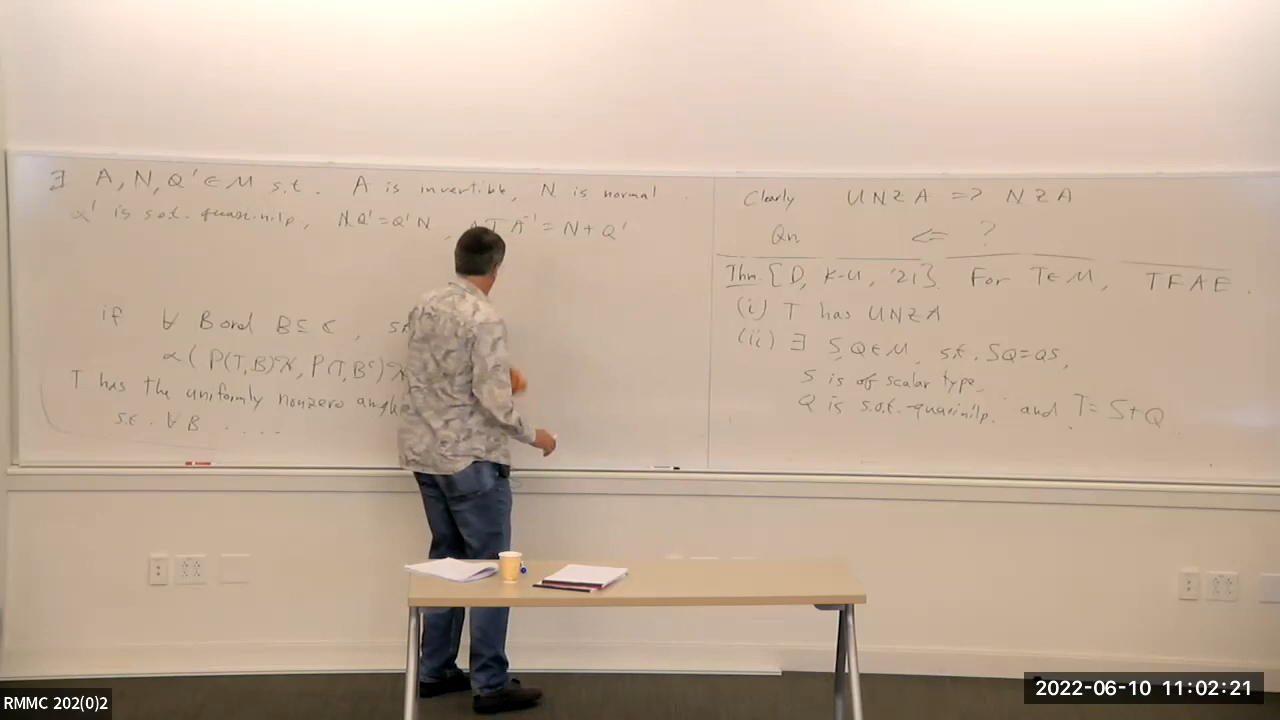 ∃ A, N, Q' ∈ M s.t. A is invertible, N is normal
Q' is s.o.t. quasinilp, NQ' = Q'N, ATA⁻¹ = N + Q'
if ∀ Borel B ⊆ ℂ,
α( P(T,B)ℋ, P(T,Bᶜ)ℋ
T has the uniformly nonzero angle
s.t. ∀ B ....
Clearly UNZA => NZA
Qn <= ?
Thm [D, K-U, '21] For T∈M, TFAE.
(i) T has UNZA
(ii) ∃ S,Q∈M, s.t. SQ=QS,
S is of scalar type,
Q is s.o.t. quasinilp. and T = S+Q
RMMC 202(0)2
2022-06-10 11:02:21